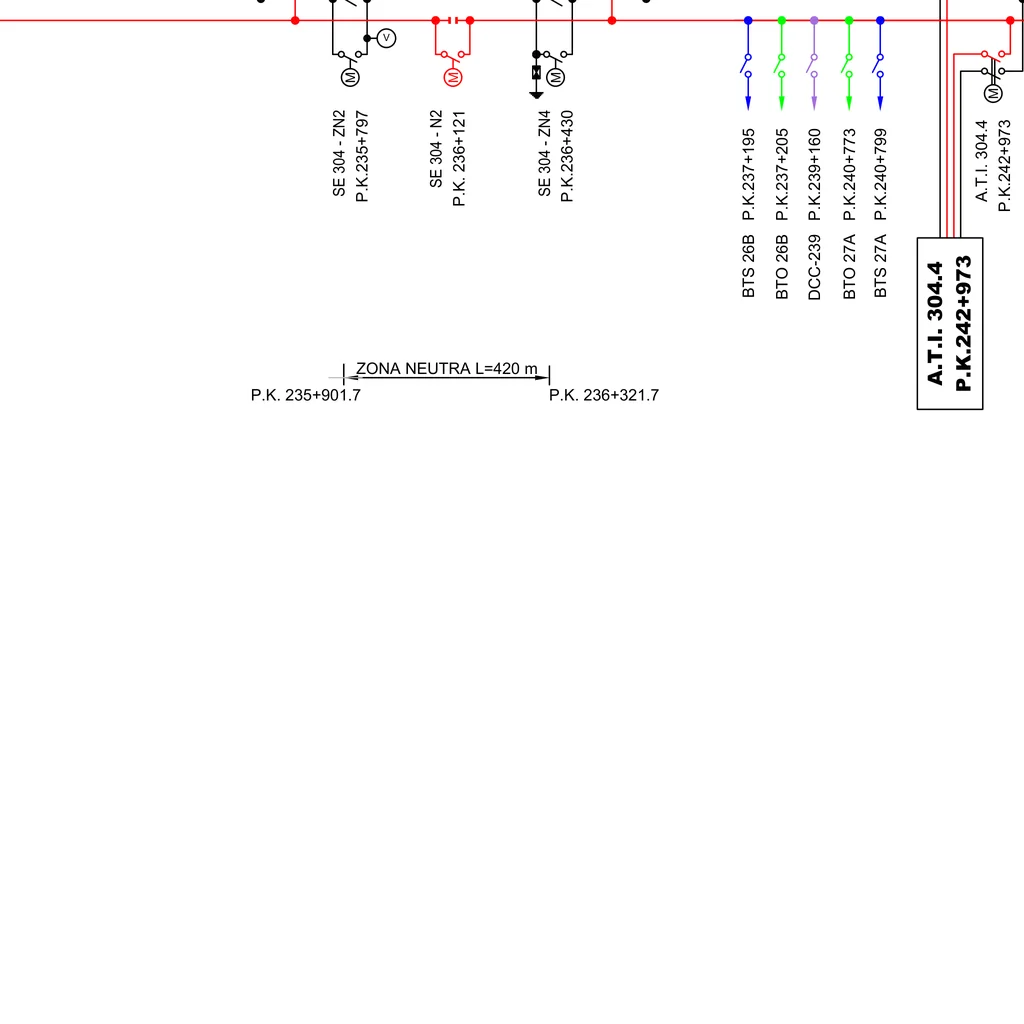 V
M
M
M
M
SE 304 - ZN2
P.K.235+797
SE 304 - N2
P.K. 236+121
SE 304 - ZN4
P.K.236+430
BTS 26B P.K.237+195
BTO 26B P.K.237+205
DCC-239 P.K.239+160
BTO 27A P.K.240+773
BTS 27A P.K.240+799
A.T.I. 304.4
P.K.242+973
A.T.I. 304.4
P.K.242+973
ZONA NEUTRA L=420 m
P.K. 235+901.7
P.K. 236+321.7